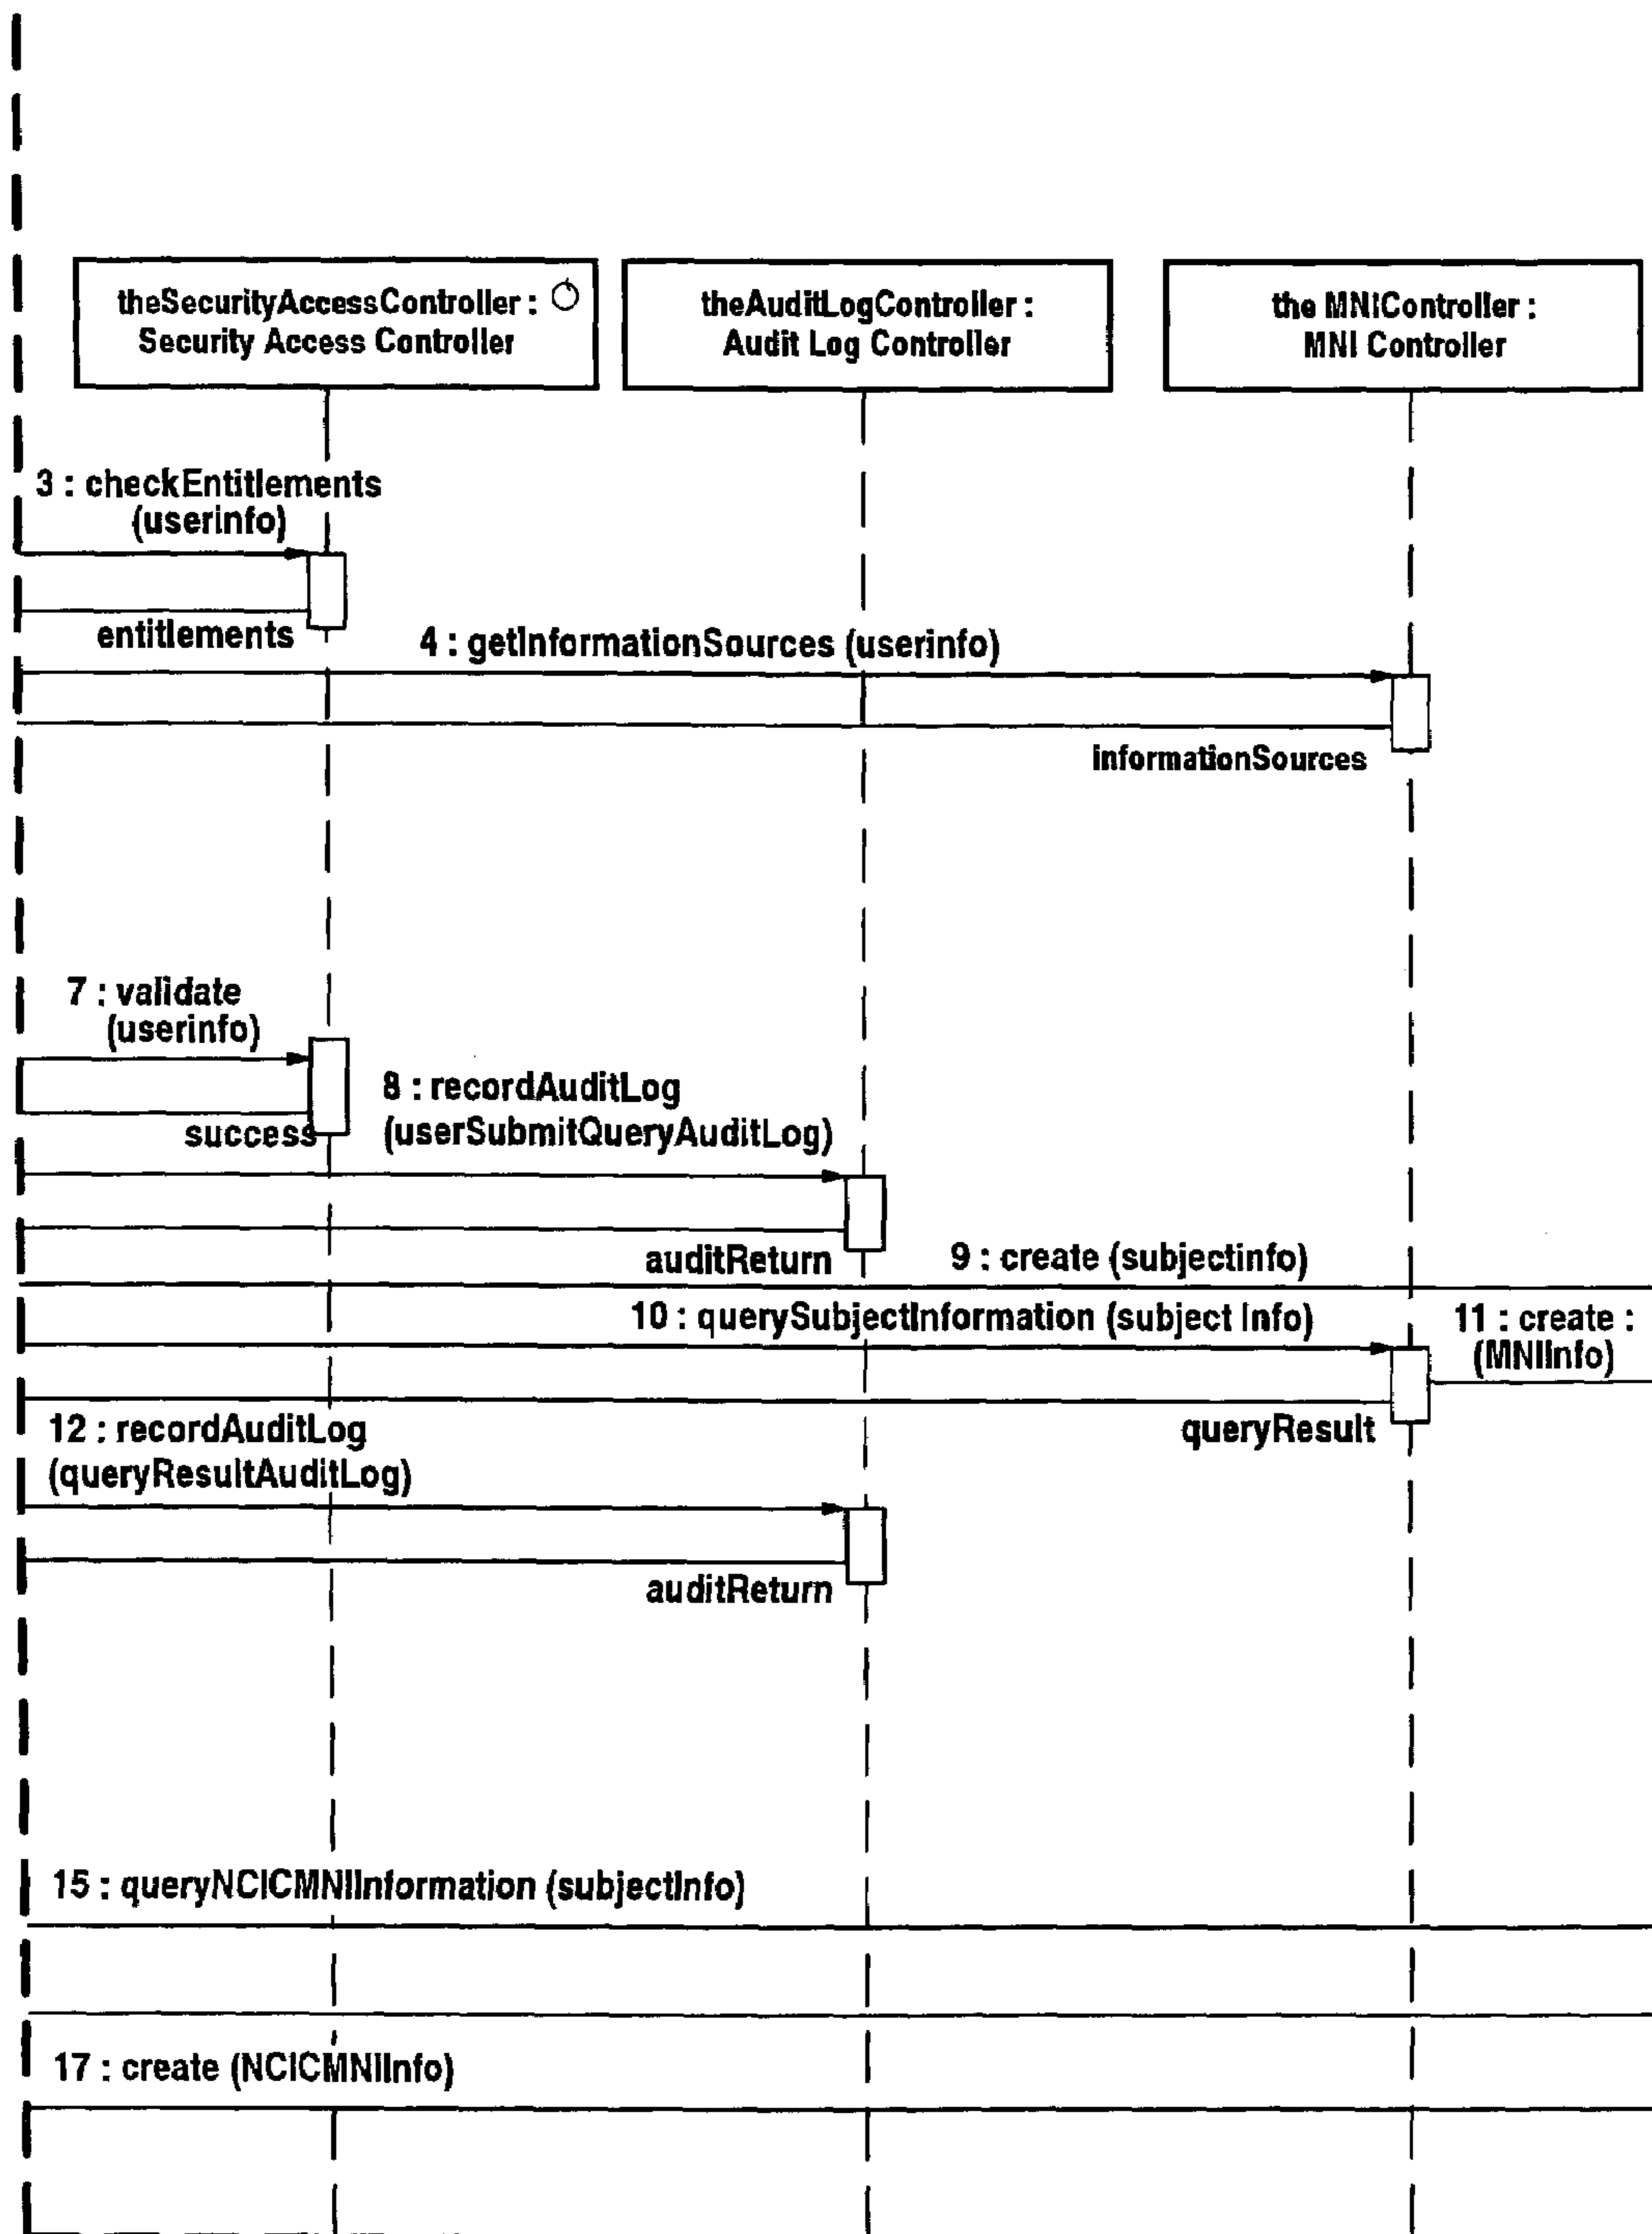 theSecurityAccessController :
Security Access Controller
theAuditLogController :
Audit Log Controller
the MNIController :
MNI Controller
3 : checkEntitlements
(userinfo)
entitlements
4 : getInformationSources (userinfo)
informationSources
7 : validate
(userinfo)
success
8 : recordAuditLog
(userSubmitQueryAuditLog)
auditReturn
9 : create (subjectinfo)
10 : querySubjectInformation (subject Info)
11 : create :
(MNIInfo)
queryResult
12 : recordAuditLog
(queryResultAuditLog)
auditReturn
15 : queryNCICMNIInformation (subjectInfo)
17 : create (NCICMNIInfo)